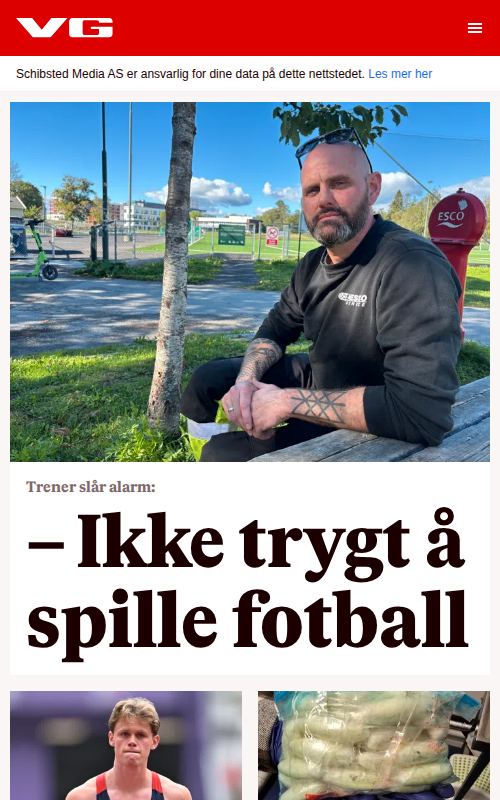 VG
Schibsted Media AS er ansvarlig for dine data på dette nettstedet. Les mer her
ESCO
Trener slår alarm:
– Ikke trygt å
spille fotball